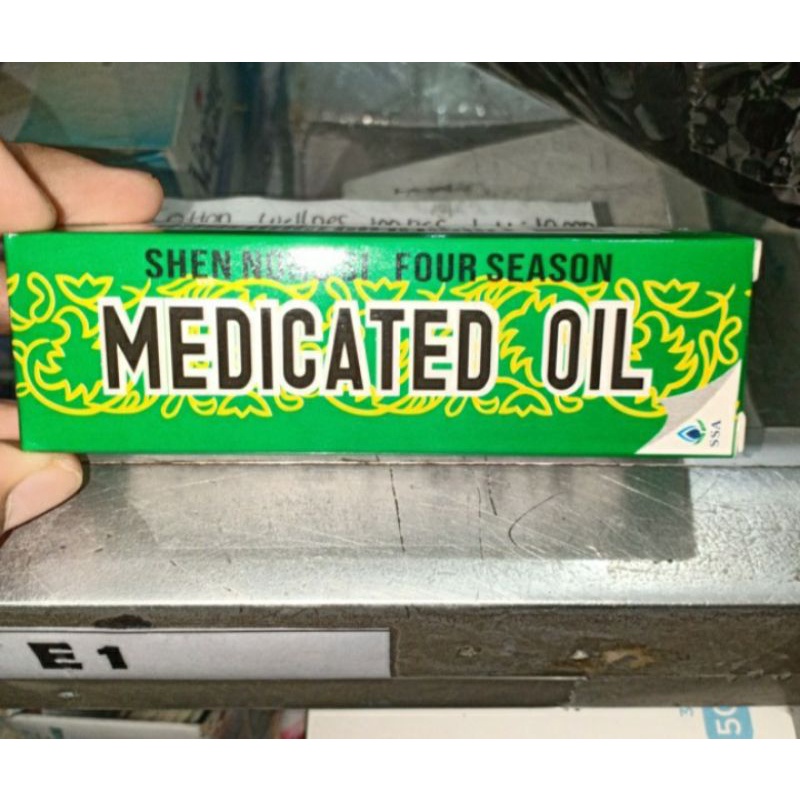 SHEN FOUR SEASON
MEDICATED OIL
SSA
E1